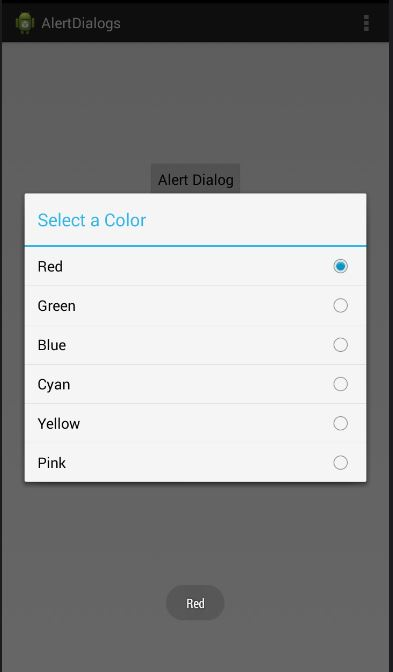 AlertDialogs
Alert Dialog
Select a Color
Red
Green
Blue
Cyan
Yellow
Pink
Red